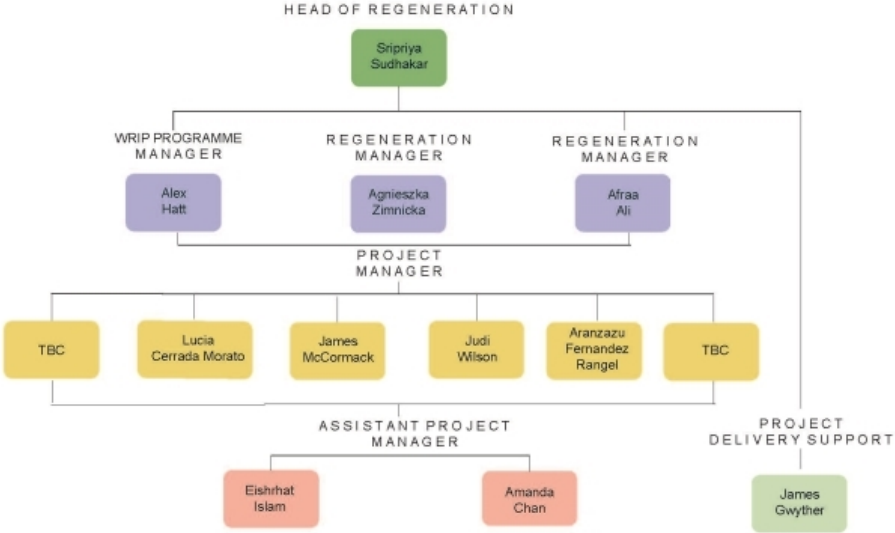 HEAD OF REGENERATION
Sripriya
Sudhakar
WRIP PROGRAMME
MANAGER
REGENERATION
MANAGER
REGENERATION
MANAGER
Alex
Hatt
Agnieszka
Zimnicka
Afraa
Ali
PROJECT
MANAGER
TBC
Lucia
Cerrada Morato
James
McCormack
Judi
Wilson
Aranzazu
Fernandez
Rangel
TBC
ASSISTANT PROJECT
MANAGER
PROJECT
DELIVERY SUPPORT
Eishrhat
Islam
Amanda
Chan
James
Gwyther